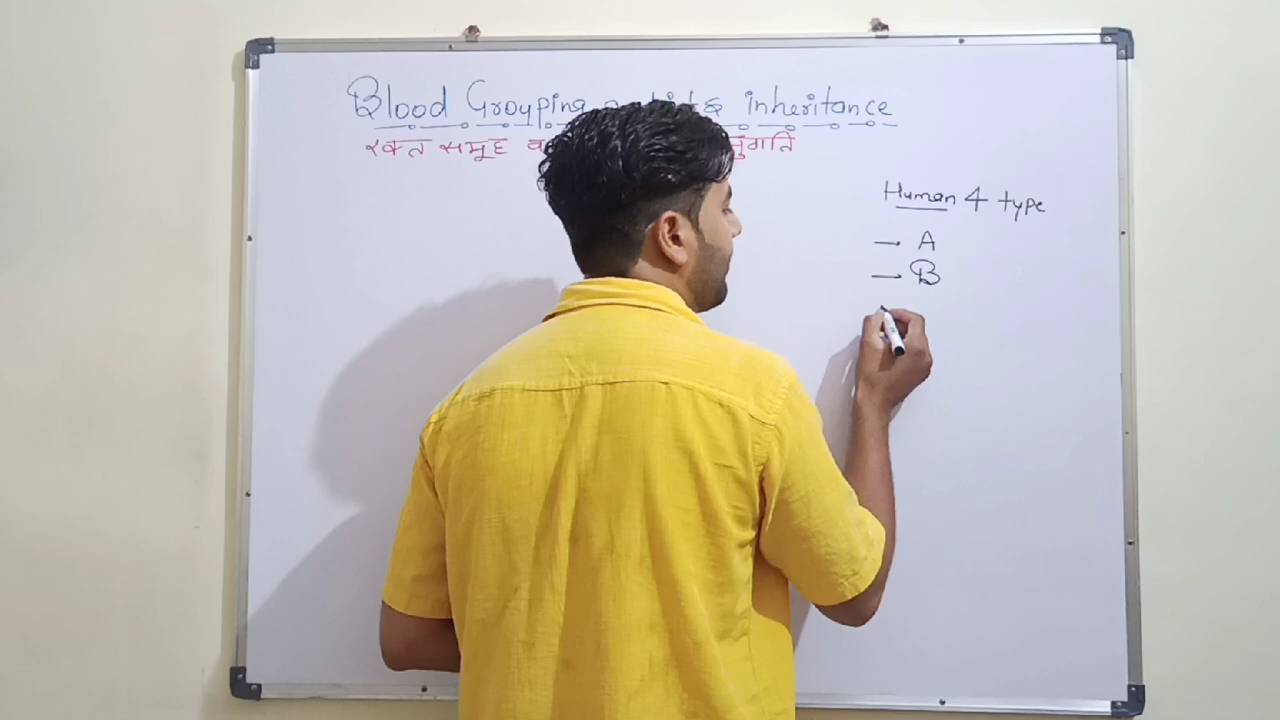 Blood Grouping & inheritance
रक्त समूह
Human 4 type
→ A
→ B